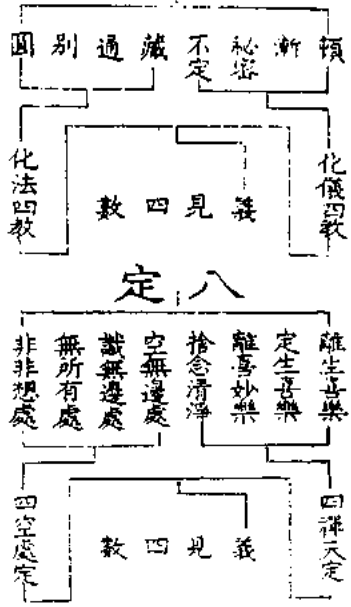 頓
漸
秘密
不定
藏
通
別
圓
化儀四教
化法四教
義見四數
八定
離生喜樂
定生喜樂
離喜妙樂
捨念清淨
空無邊處
識無邊處
無所有處
非非想處
四禪天定
四空處定
義見四數